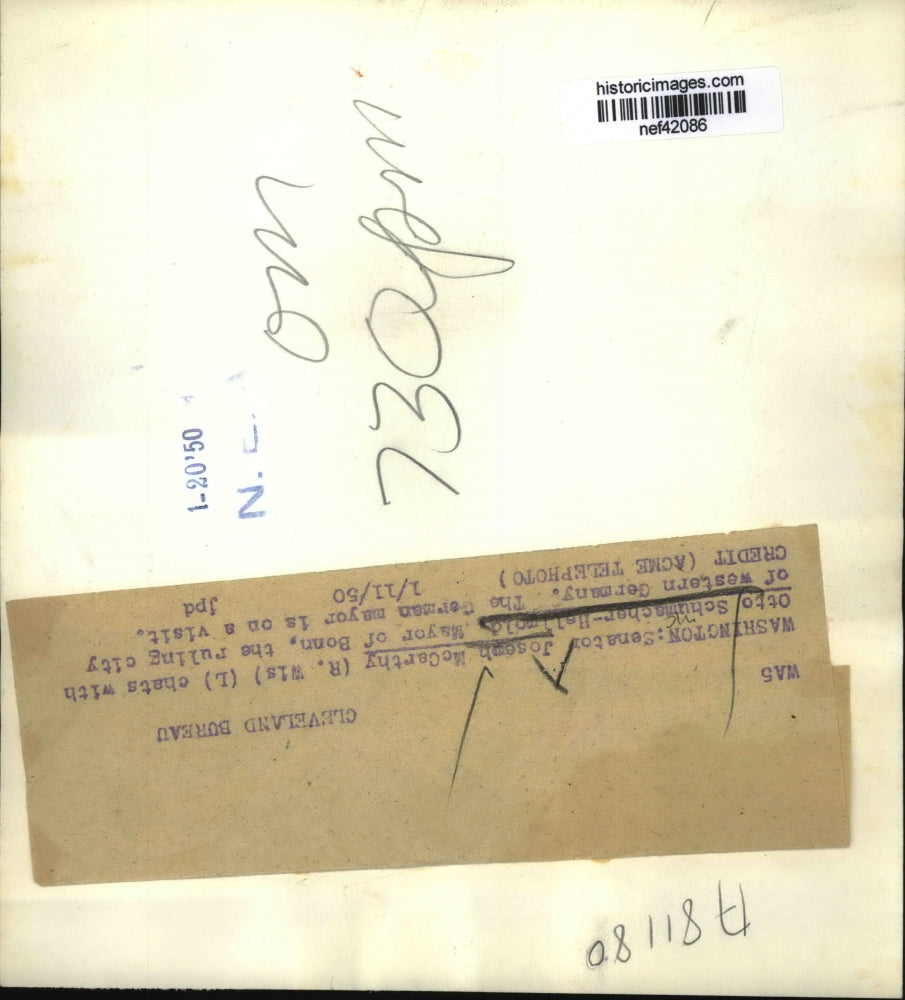 historicimages.com
nef42086
1-20'50
N. E.
WA5
CLEVELAND BUREAU
WASHINGTON:Senator Joseph McCarthy (R. Wis) (L) chats with
Otto Schumacher-Hellmold Mayor of Bonn, the ruling city
of western Germany. The German mayor is on a visit.
CREDIT (ACME TELEPHOTO) 1/11/50 jpd
A81180